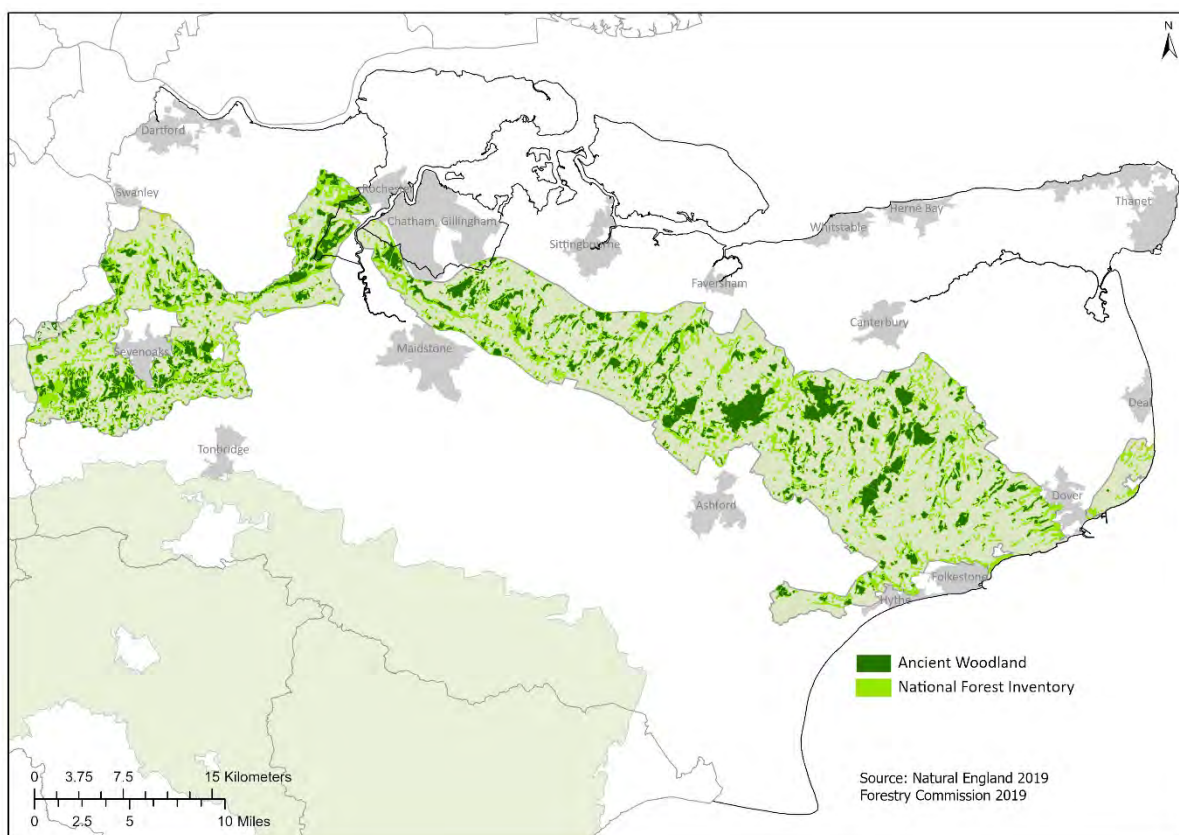 N
Dartford
Swanley
Rochester
Chatham, Gillingham
Sittingbourne
Whitstable
Herne Bay
Thanet
Faversham
Canterbury
Sevenoaks
Maidstone
Deal
Tonbridge
Ashford
Dover
Folkestone
Hythe
Ancient Woodland
National Forest Inventory
0 3.75 7.5 15 Kilometers
0 2.5 5 10 Miles
Source: Natural England 2019
Forestry Commission 2019